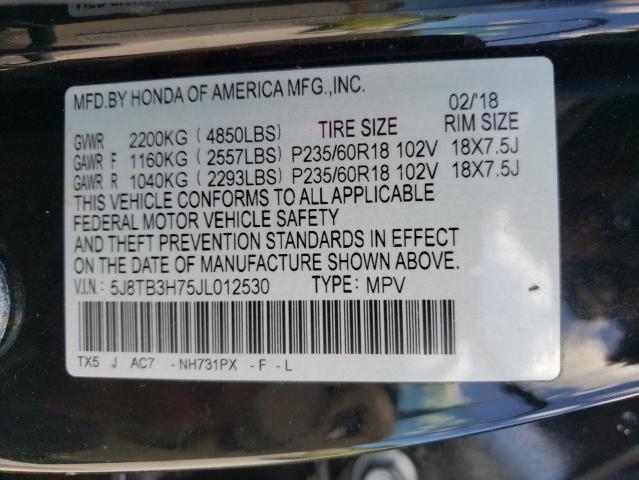 MFD.BY HONDA OF AMERICA MFG.,INC. 02/'18
GVWR 2200KG (4850LBS) TIRE SIZE RIM SIZE
GAWR F 1160KG (2557LBS) P235/60R18 102V 18X7.5J
GAWR R 1040KG (2293LBS) P235/60R18 102V 18X7.5J
THIS VEHICLE CONFORMS TO ALL APPLICABLE
FEDERAL MOTOR VEHICLE SAFETY
AND THEFT PREVENTION STANDARDS IN EFFECT
ON THE DATE OF MANUFACTURE SHOWN ABOVE.
V.I.N: 5J8TB3H75JL012530 TYPE: MPV
TX5 J AC7 -NH731PX -F -L